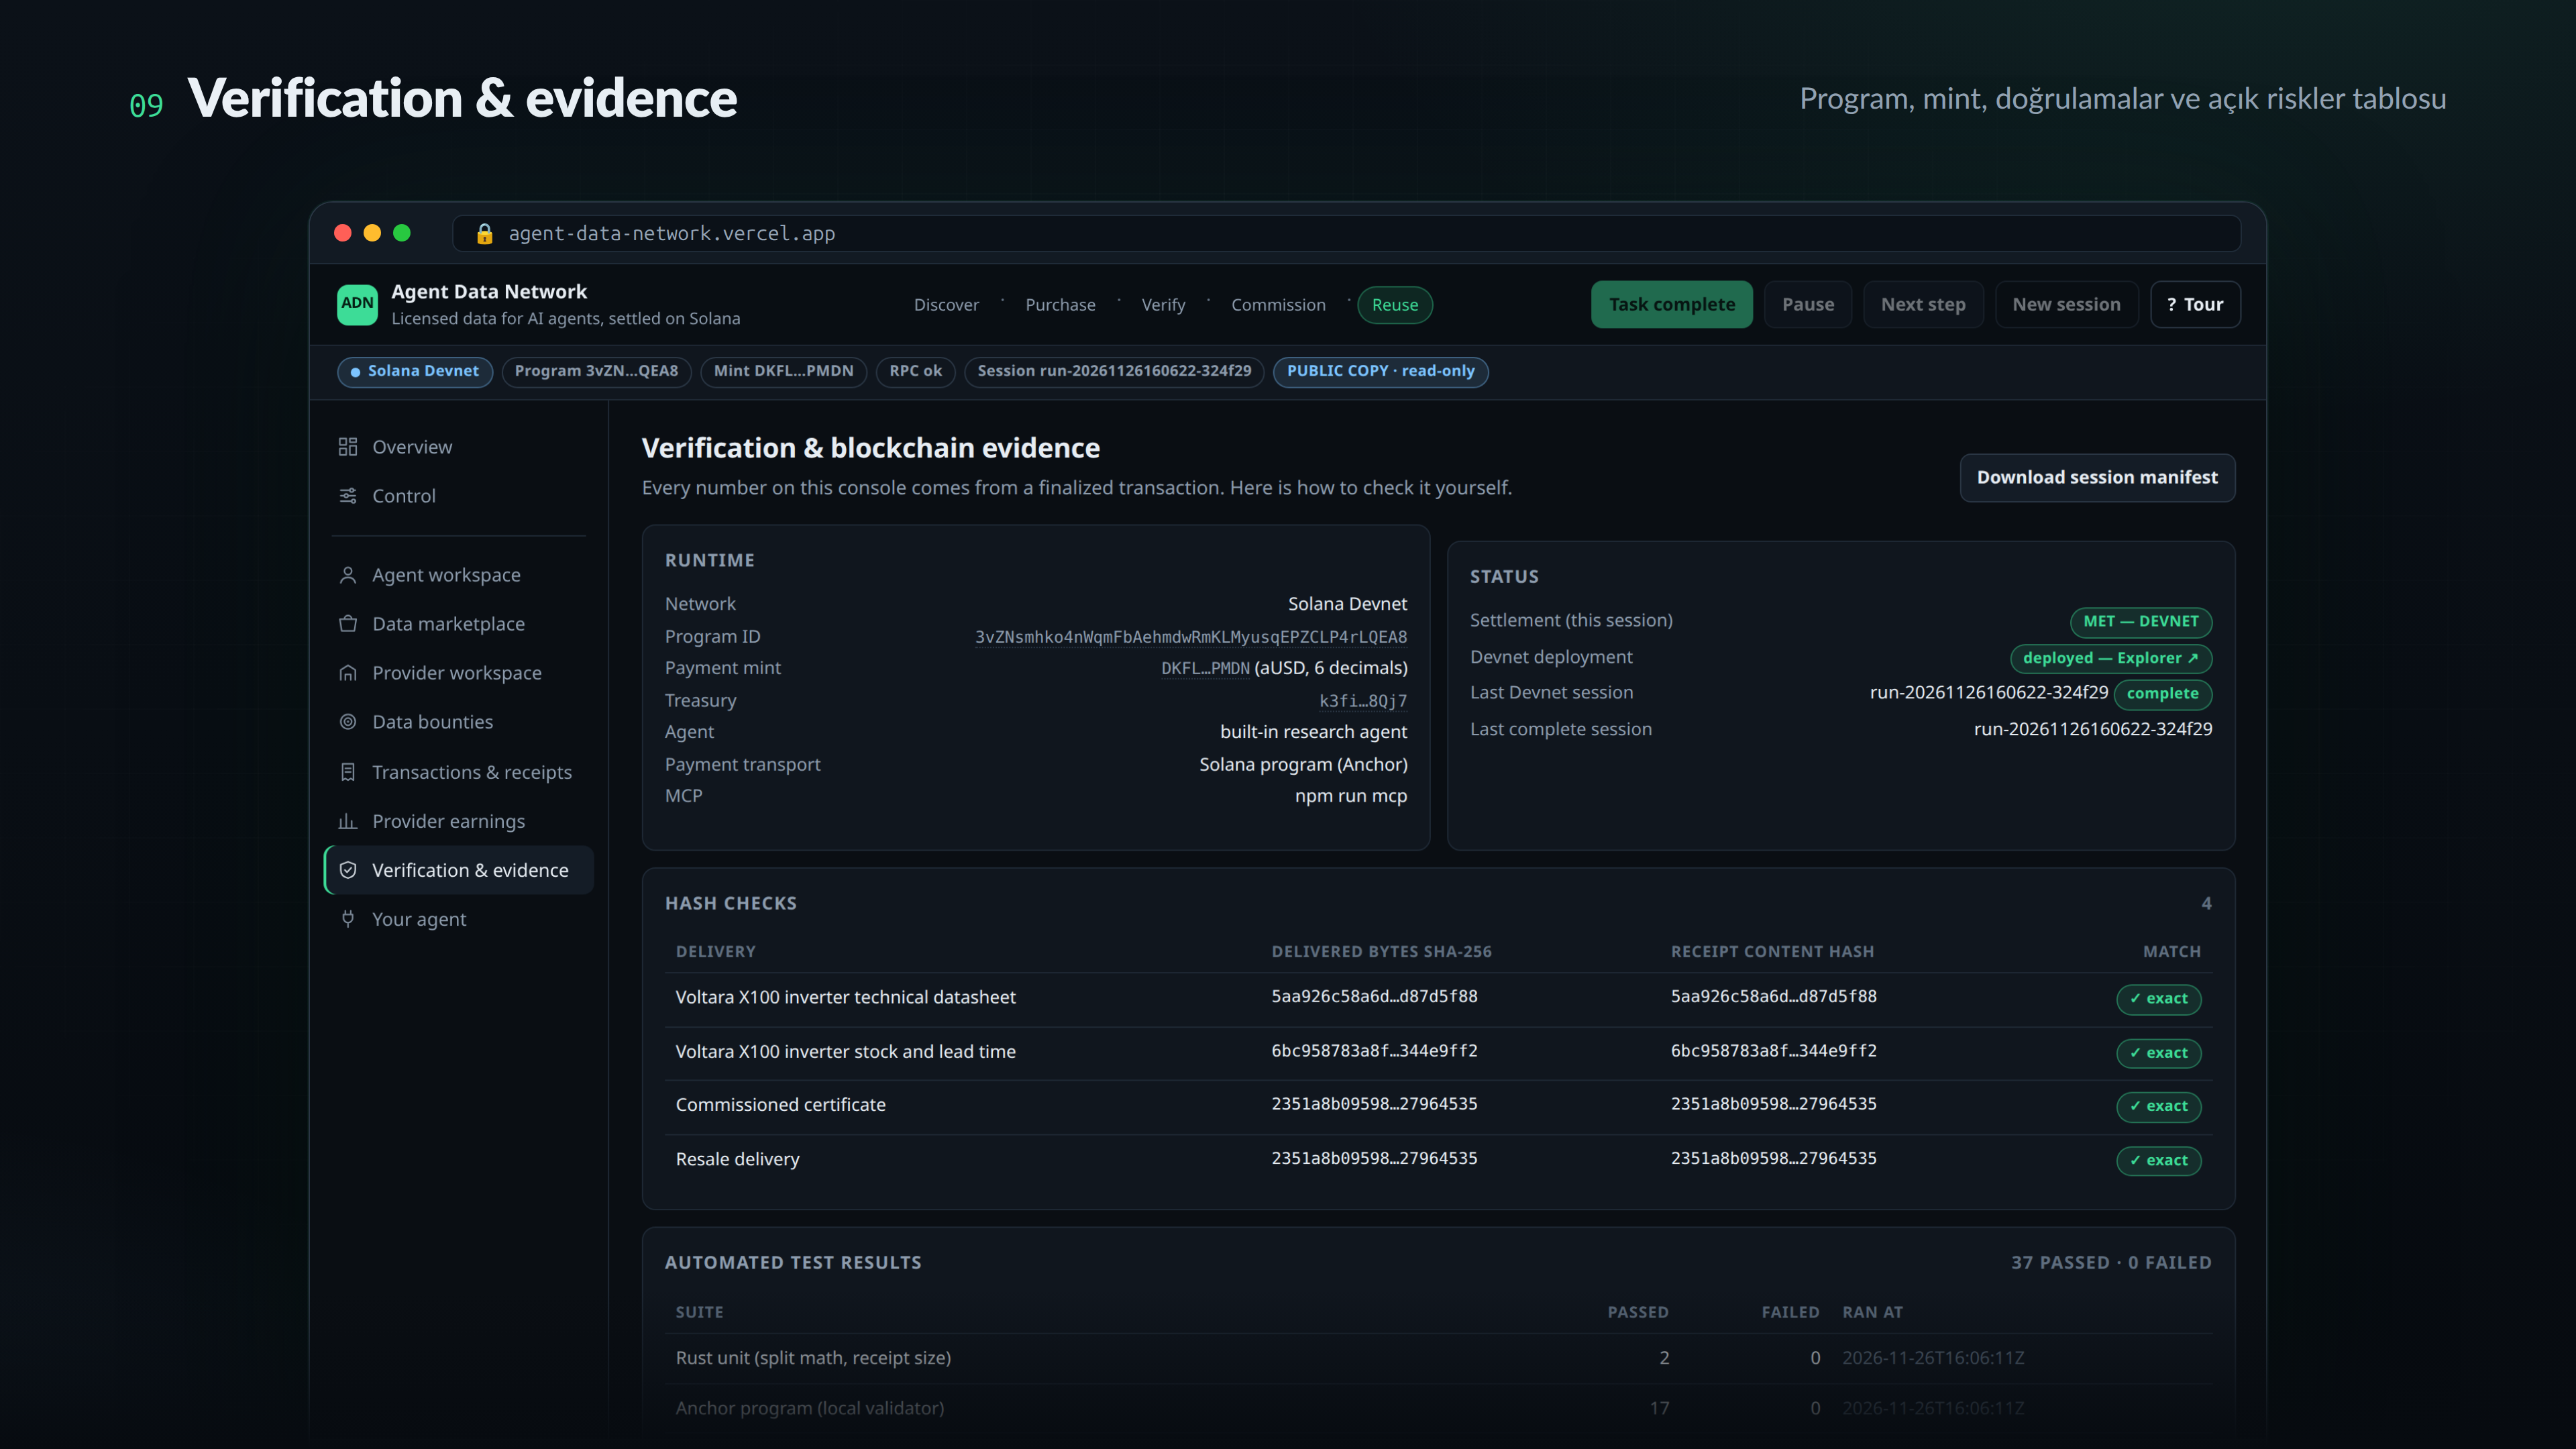 09 Verification & evidence
Program, mint, doğrulamalar ve açık riskler tablosu
agent-data-network.vercel.app
ADN
Agent Data Network
Licensed data for AI agents, settled on Solana
Discover · Purchase · Verify · Commission · Reuse
Task complete Pause Next step New session ? Tour
Solana Devnet Program 3vZN…QEA8 Mint DKFL…PMDN RPC ok Session run-20261126160622-324f29 PUBLIC COPY · read-only
Overview
Control
Agent workspace
Data marketplace
Provider workspace
Data bounties
Transactions & receipts
Provider earnings
Verification & evidence
Your agent
Verification & blockchain evidence
Every number on this console comes from a finalized transaction. Here is how to check it yourself.
Download session manifest
RUNTIME
Network Solana Devnet
Program ID 3vZNsmhko4nWqmFbAehmdwRmKLMyusqEPZCLP4rLQEA8
Payment mint DKFL…PMDN (aUSD, 6 decimals)
Treasury k3fi…8Qj7
Agent built-in research agent
Payment transport Solana program (Anchor)
MCP npm run mcp
STATUS
Settlement (this session) MET — DEVNET
Devnet deployment deployed — Explorer ↗
Last Devnet session run-20261126160622-324f29 complete
Last complete session run-20261126160622-324f29
HASH CHECKS 4
DELIVERY DELIVERED BYTES SHA-256 RECEIPT CONTENT HASH MATCH
Voltara X100 inverter technical datasheet 5aa926c58a6d…d87d5f88 5aa926c58a6d…d87d5f88 ✓ exact
Voltara X100 inverter stock and lead time 6bc958783a8f…344e9ff2 6bc958783a8f…344e9ff2 ✓ exact
Commissioned certificate 2351a8b09598…27964535 2351a8b09598…27964535 ✓ exact
Resale delivery 2351a8b09598…27964535 2351a8b09598…27964535 ✓ exact
AUTOMATED TEST RESULTS 37 PASSED · 0 FAILED
SUITE PASSED FAILED RAN AT
Rust unit (split math, receipt size) 2 0 2026-11-26T16:06:11Z
Anchor program (local validator) 17 0 2026-11-26T16:06:11Z